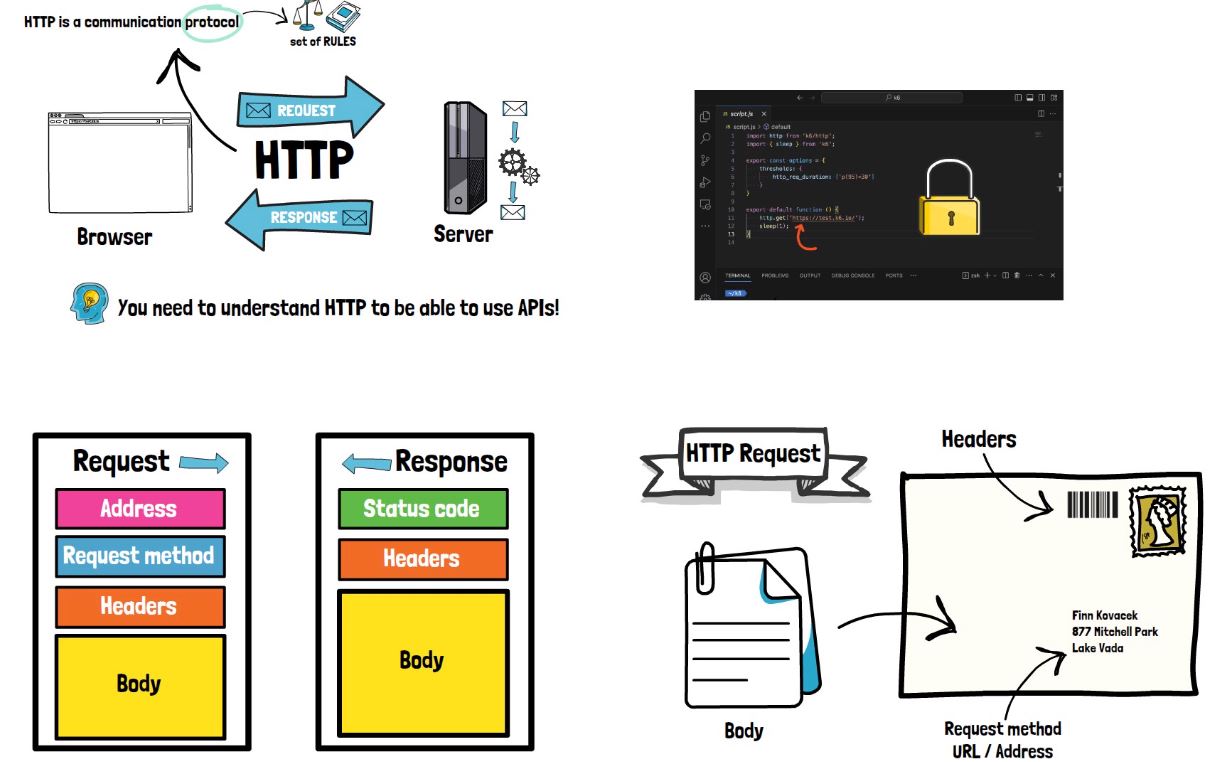 HTTP is a communication protocol
set of RULES
REQUEST
HTTP
RESPONSE
Browser
Server
You need to understand HTTP to be able to use APIs!
k6
script.js
script.js > default
1 import http from 'k6/http';
2 import { sleep } from 'k6';
3
4 export const options = {
5 thresholds: {
6 http_req_duration: ['p(95)<30']
7 }
8 }
9
10 export default function () {
11 http.get('https://test.k6.io/');
12 sleep(1);
13 }
14
TERMINAL PROBLEMS OUTPUT DEBUG CONSOLE PORTS ... zsh
~/k6
Request
Address
Request method
Headers
Body
Response
Status code
Headers
Body
HTTP Request
Headers
Finn Kovacek
877 Mitchell Park
Lake Vada
Body
Request method
URL / Address